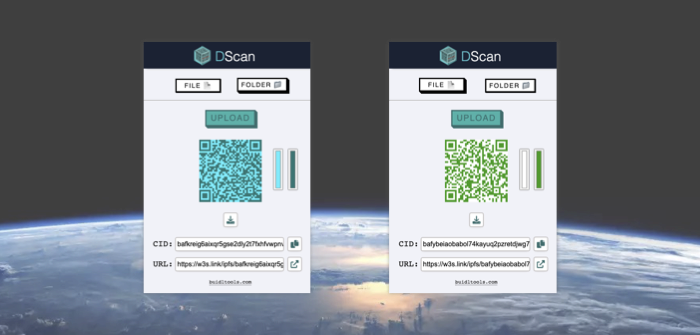 DScan
FILE FOLDER
UPLOAD
CID: bafkreig6aixqr5gse2dly2t7fxhfvwpnv
URL: https://w3s.link/ipfs/bafkreig6aixqr5g
buidltools.com
DScan
FILE FOLDER
UPLOAD
CID: bafybeiaobabol74kayuq2pzretdjwg7
URL: https://w3s.link/ipfs/bafybeiaobabol7
buidltools.com